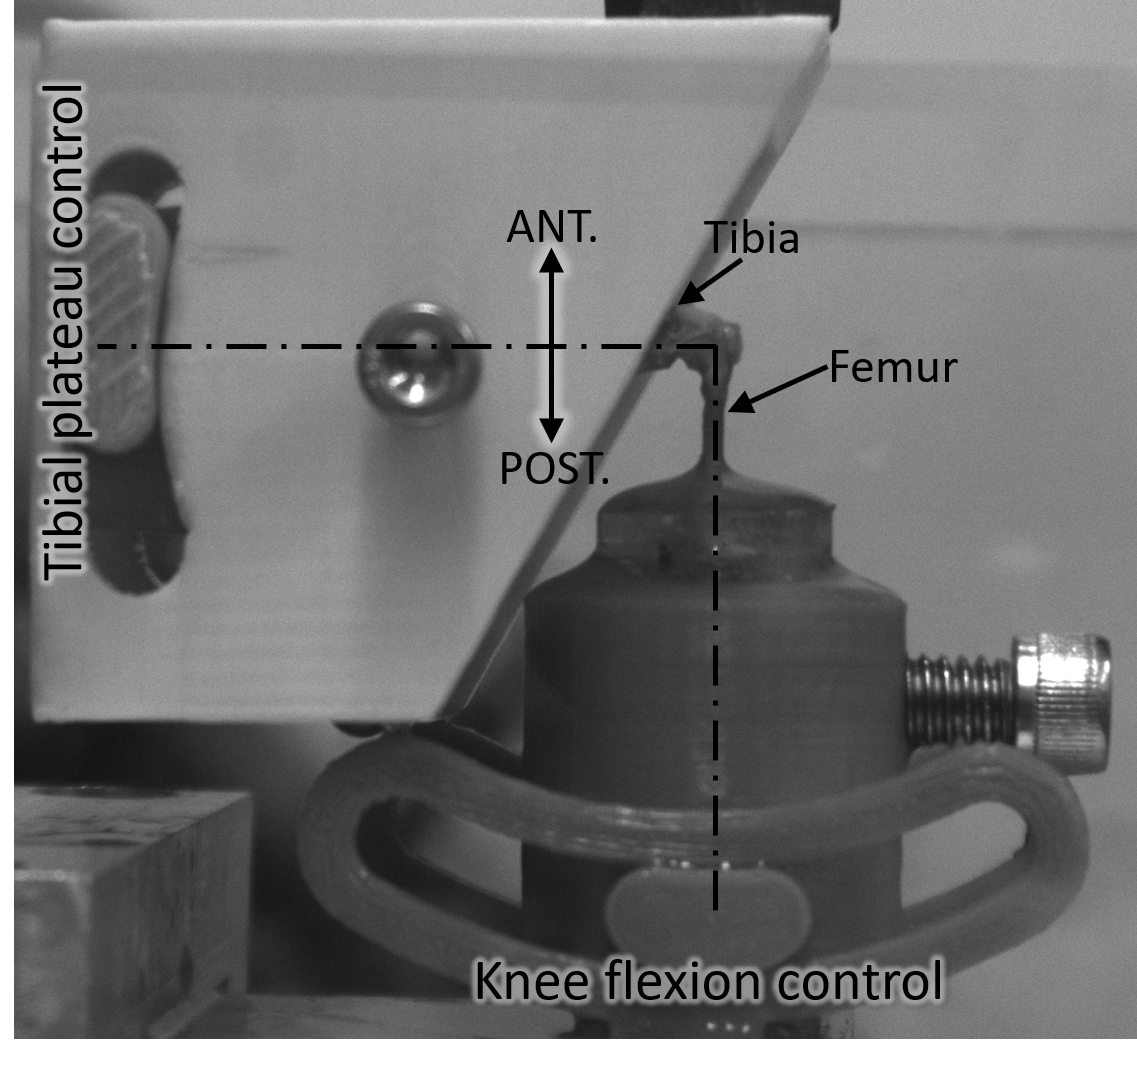 Tibial plateau control
ANT.
Tibia
Femur
POST.
Knee flexion control